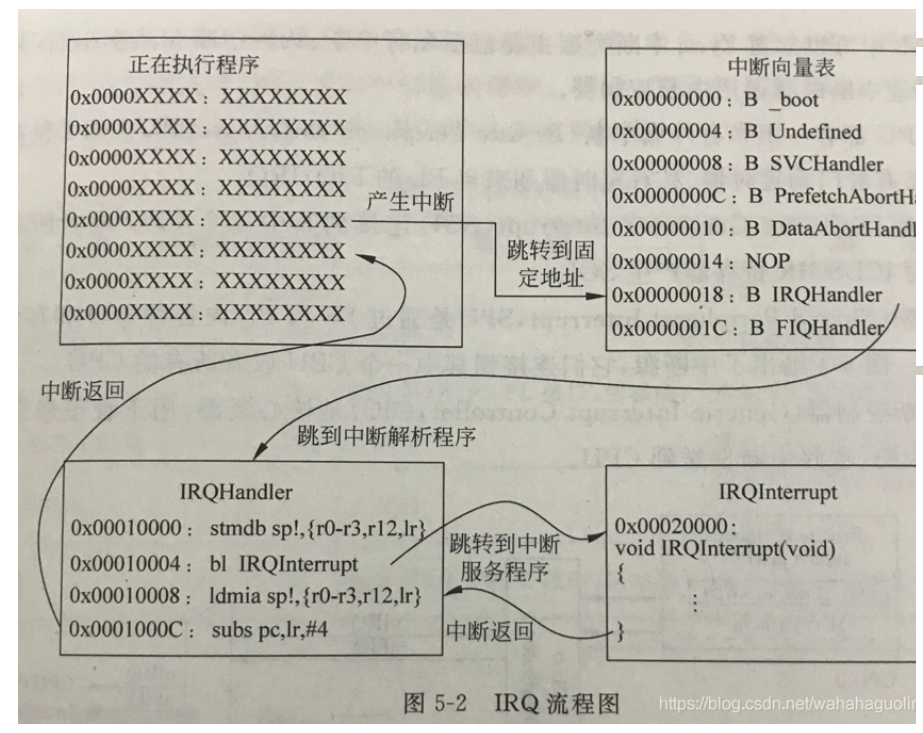 正在执行程序
0x0000XXXX：XXXXXXXX
0x0000XXXX：XXXXXXXX
0x0000XXXX：XXXXXXXX
0x0000XXXX：XXXXXXXX
0x0000XXXX：XXXXXXXX
0x0000XXXX：XXXXXXXX
0x0000XXXX：XXXXXXXX
0x0000XXXX：XXXXXXXX
产生中断
跳转到固
定地址
中断向量表
0x00000000：B _boot
0x00000004：B Undefined
0x00000008：B SVCHandler
0x0000000C：B PrefetchAbortH
0x00000010：B DataAbortHandl
0x00000014：NOP
0x00000018：B IRQHandler
0x0000001C：B FIQHandler
中断返回
跳到中断解析程序
IRQHandler
0x00010000：stmdb sp!,{r0-r3,r12,lr}
0x00010004：bl IRQInterrupt
0x00010008：ldmia sp!,{r0-r3,r12,lr}
0x0001000C：subs pc,lr,#4
跳转到中断
服务程序
中断返回
IRQInterrupt
0x00020000：
void IRQInterrupt(void)
{
⋮
}
图 5-2 IRQ 流程图
https://blog.csdn.net/wahahaguolin